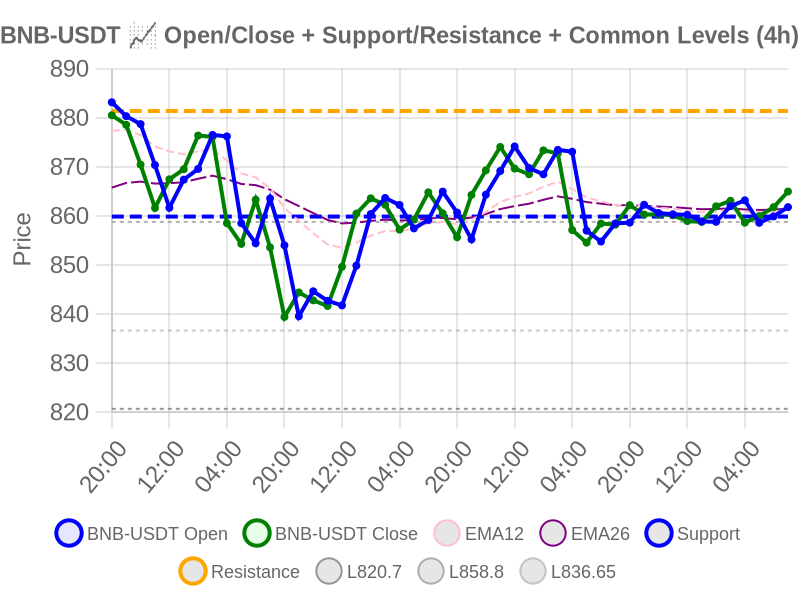 BNB-USDT 📈 Open/Close + Support/Resistance + Common Levels (4h)
890
880
870
860
850
840
830
820
Price
20:00 12:00 04:00 20:00 12:00 04:00 20:00 12:00 04:00 20:00 12:00 04:00
BNB-USDT Open BNB-USDT Close EMA12 EMA26 Support
Resistance L820.7 L858.8 L836.65